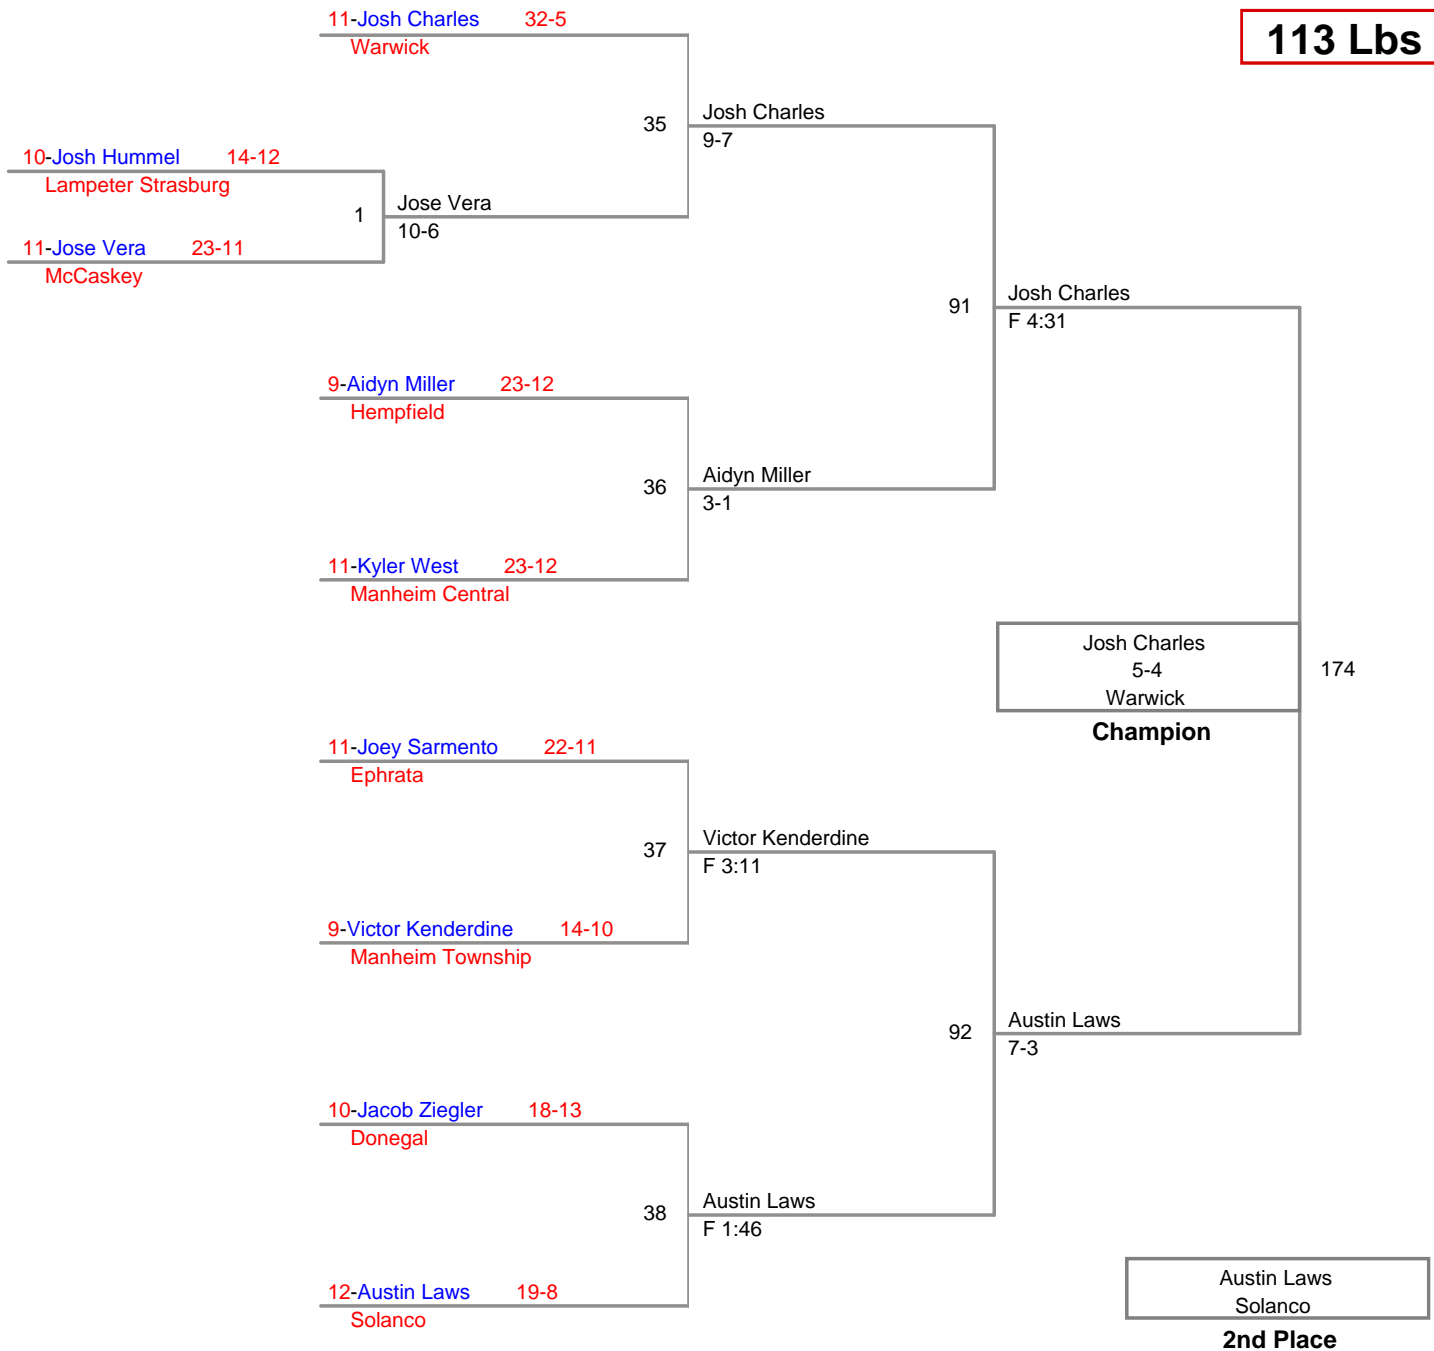 11-Josh Charles 32-5
Warwick
113 Lbs
35
Josh Charles
9-7
10-Josh Hummel 14-12
Lampeter Strasburg
1
Jose Vera
10-6
11-Jose Vera 23-11
McCaskey
91
Josh Charles
F 4:31
9-Aidyn Miller 23-12
Hempfield
36
Aidyn Miller
3-1
11-Kyler West 23-12
Manheim Central
Josh Charles
5-4
Warwick
174
Champion
11-Joey Sarmento 22-11
Ephrata
37
Victor Kenderdine
F 3:11
9-Victor Kenderdine 14-10
Manheim Township
92
Austin Laws
7-3
10-Jacob Ziegler 18-13
Donegal
38
Austin Laws
F 1:46
12-Austin Laws 19-8
Solanco
Austin Laws
Solanco
2nd Place